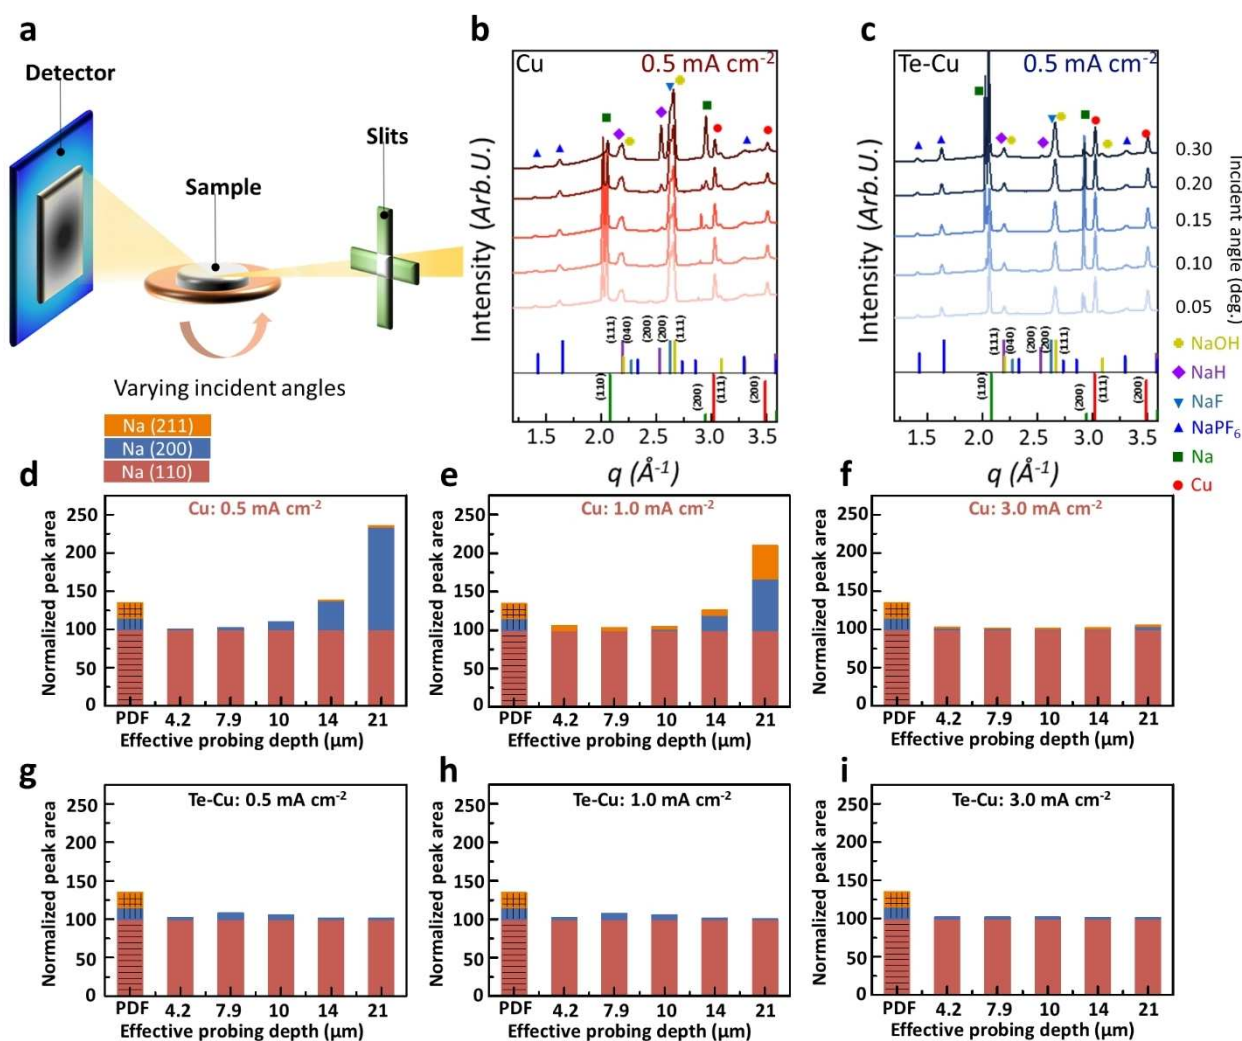 a
Detector
Slits
Sample
Varying incident angles
Na (211)
Na (200)
Na (110)
b
Cu
0.5 mA cm-2
Intensity (Arb.U.)
(111)
(040)
(200)
(200)
(111)
(110)
(200)
(111)
(200)
1.5 2.0 2.5 3.0 3.5
q (Å-1)
c
Te-Cu
0.5 mA cm-2
Intensity (Arb.U.)
0.30
0.20
0.15
0.10
0.05
Incident angle (deg.)
(111)
(040)
(200)
(200)
(111)
(110)
(200)
(111)
(200)
1.5 2.0 2.5 3.0 3.5
q (Å-1)
NaOH
NaH
NaF
NaPF6
Na
Cu
d
Cu: 0.5 mA cm-2
Normalized peak area
250
200
150
100
50
0
PDF 4.2 7.9 10 14 21
Effective probing depth (μm)
e
Cu: 1.0 mA cm-2
Normalized peak area
250
200
150
100
50
0
PDF 4.2 7.9 10 14 21
Effective probing depth (μm)
f
Cu: 3.0 mA cm-2
Normalized peak area
250
200
150
100
50
0
PDF 4.2 7.9 10 14 21
Effective probing depth (μm)
g
Te-Cu: 0.5 mA cm-2
Normalized peak area
250
200
150
100
50
0
PDF 4.2 7.9 10 14 21
Effective probing depth (μm)
h
Te-Cu: 1.0 mA cm-2
Normalized peak area
250
200
150
100
50
0
PDF 4.2 7.9 10 14 21
Effective probing depth (μm)
i
Te-Cu: 3.0 mA cm-2
Normalized peak area
250
200
150
100
50
0
PDF 4.2 7.9 10 14 21
Effective probing depth (μm)